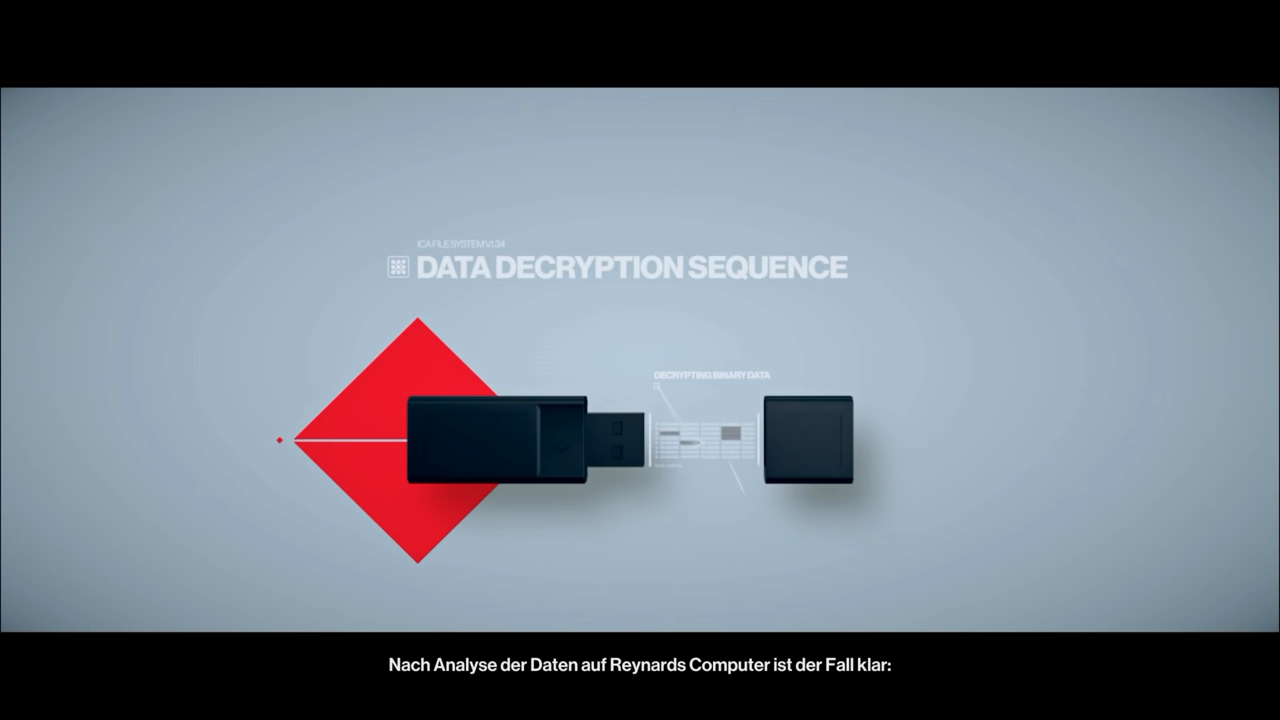 ICA FILE SYSTEM V1.34
DATA DECRYPTION SEQUENCE
DECRYPTING BINARY DATA
Nach Analyse der Daten auf Reynards Computer ist der Fall klar: